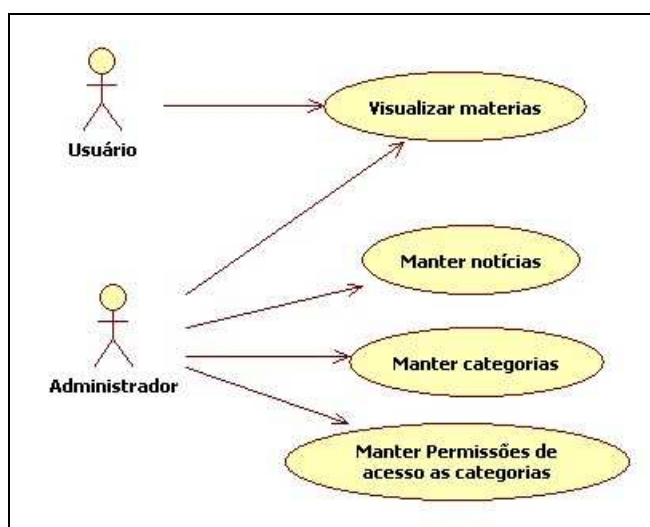 Visualizar materias
Usuário
Manter notícias
Manter categorias
Administrador
Manter Permissões de
acesso as categorias